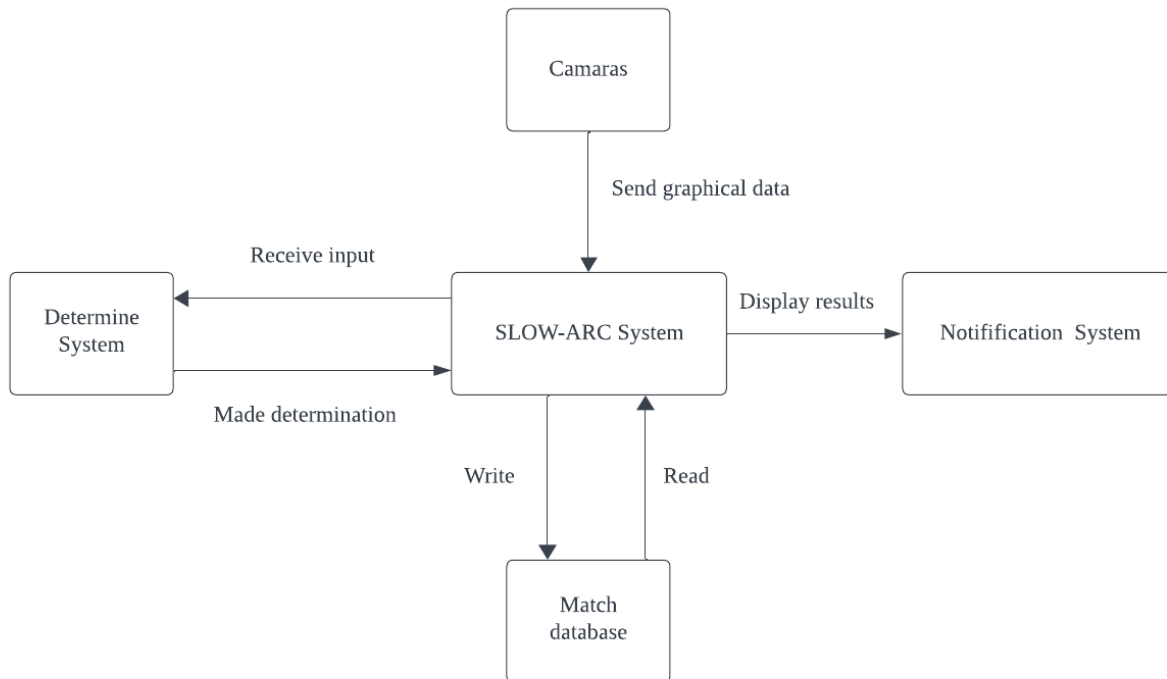 Camaras
Send graphical data
Receive input
Determine
System
SLOW-ARC System
Display results
Notifification  System
Made determination
Write
Read
Match
database